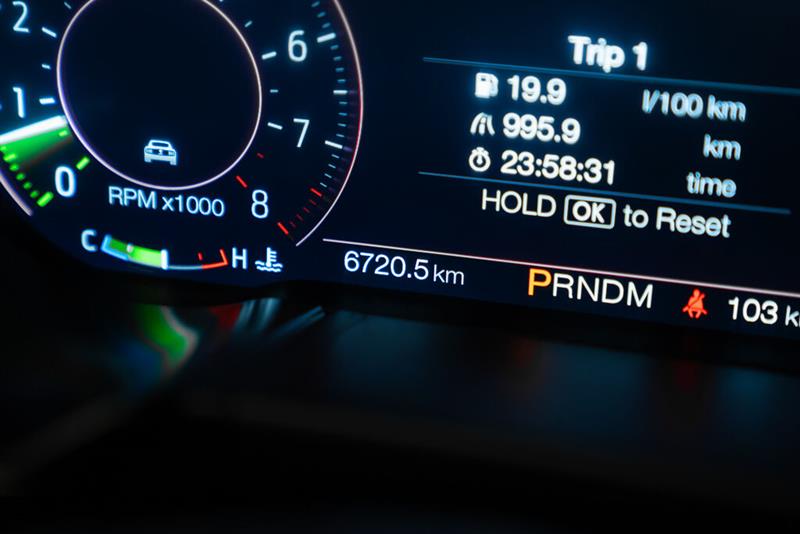 2
1
0
6
7
8
RPM x1000
C
H
Trip 1
19.9 l/100 km
995.9 km
23:58:31 time
HOLD OK to Reset
6720.5 km
PRNDM
103 k